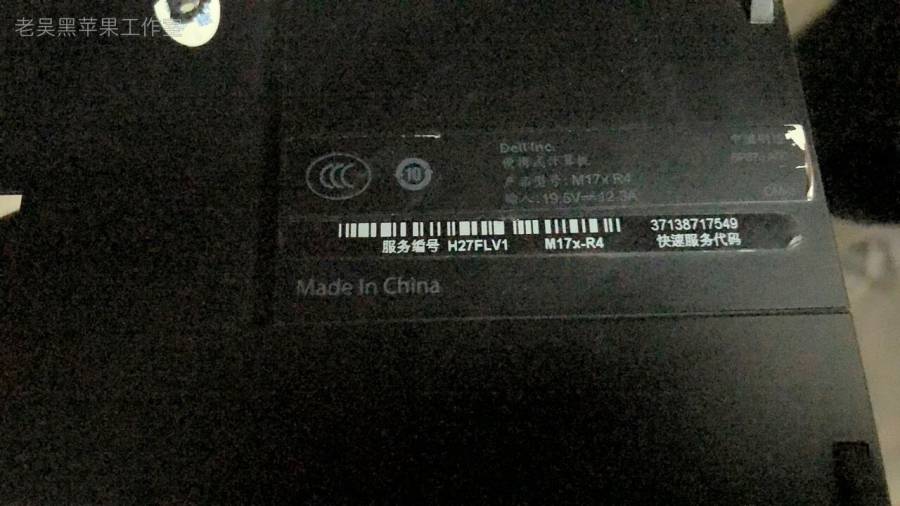 老吴黑苹果工作室
Dell Inc.
便携式计算机
产品型号: M17x R4
输入: 19.5V⎓12.3A
CCC
10
37138717549
服务编号 H27FLV1 M17x-R4 快速服务代码
Made In China